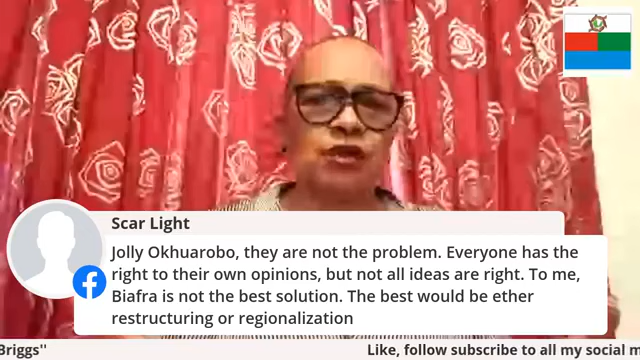 Scar Light
Jolly Okhuarobo, they are not the problem. Everyone has the
right to their own opinions, but not all ideas are right. To me,
Biafra is not the best solution. The best would be ether
restructuring or regionalization
Briggs''
Like, follow subscribe to all my social m